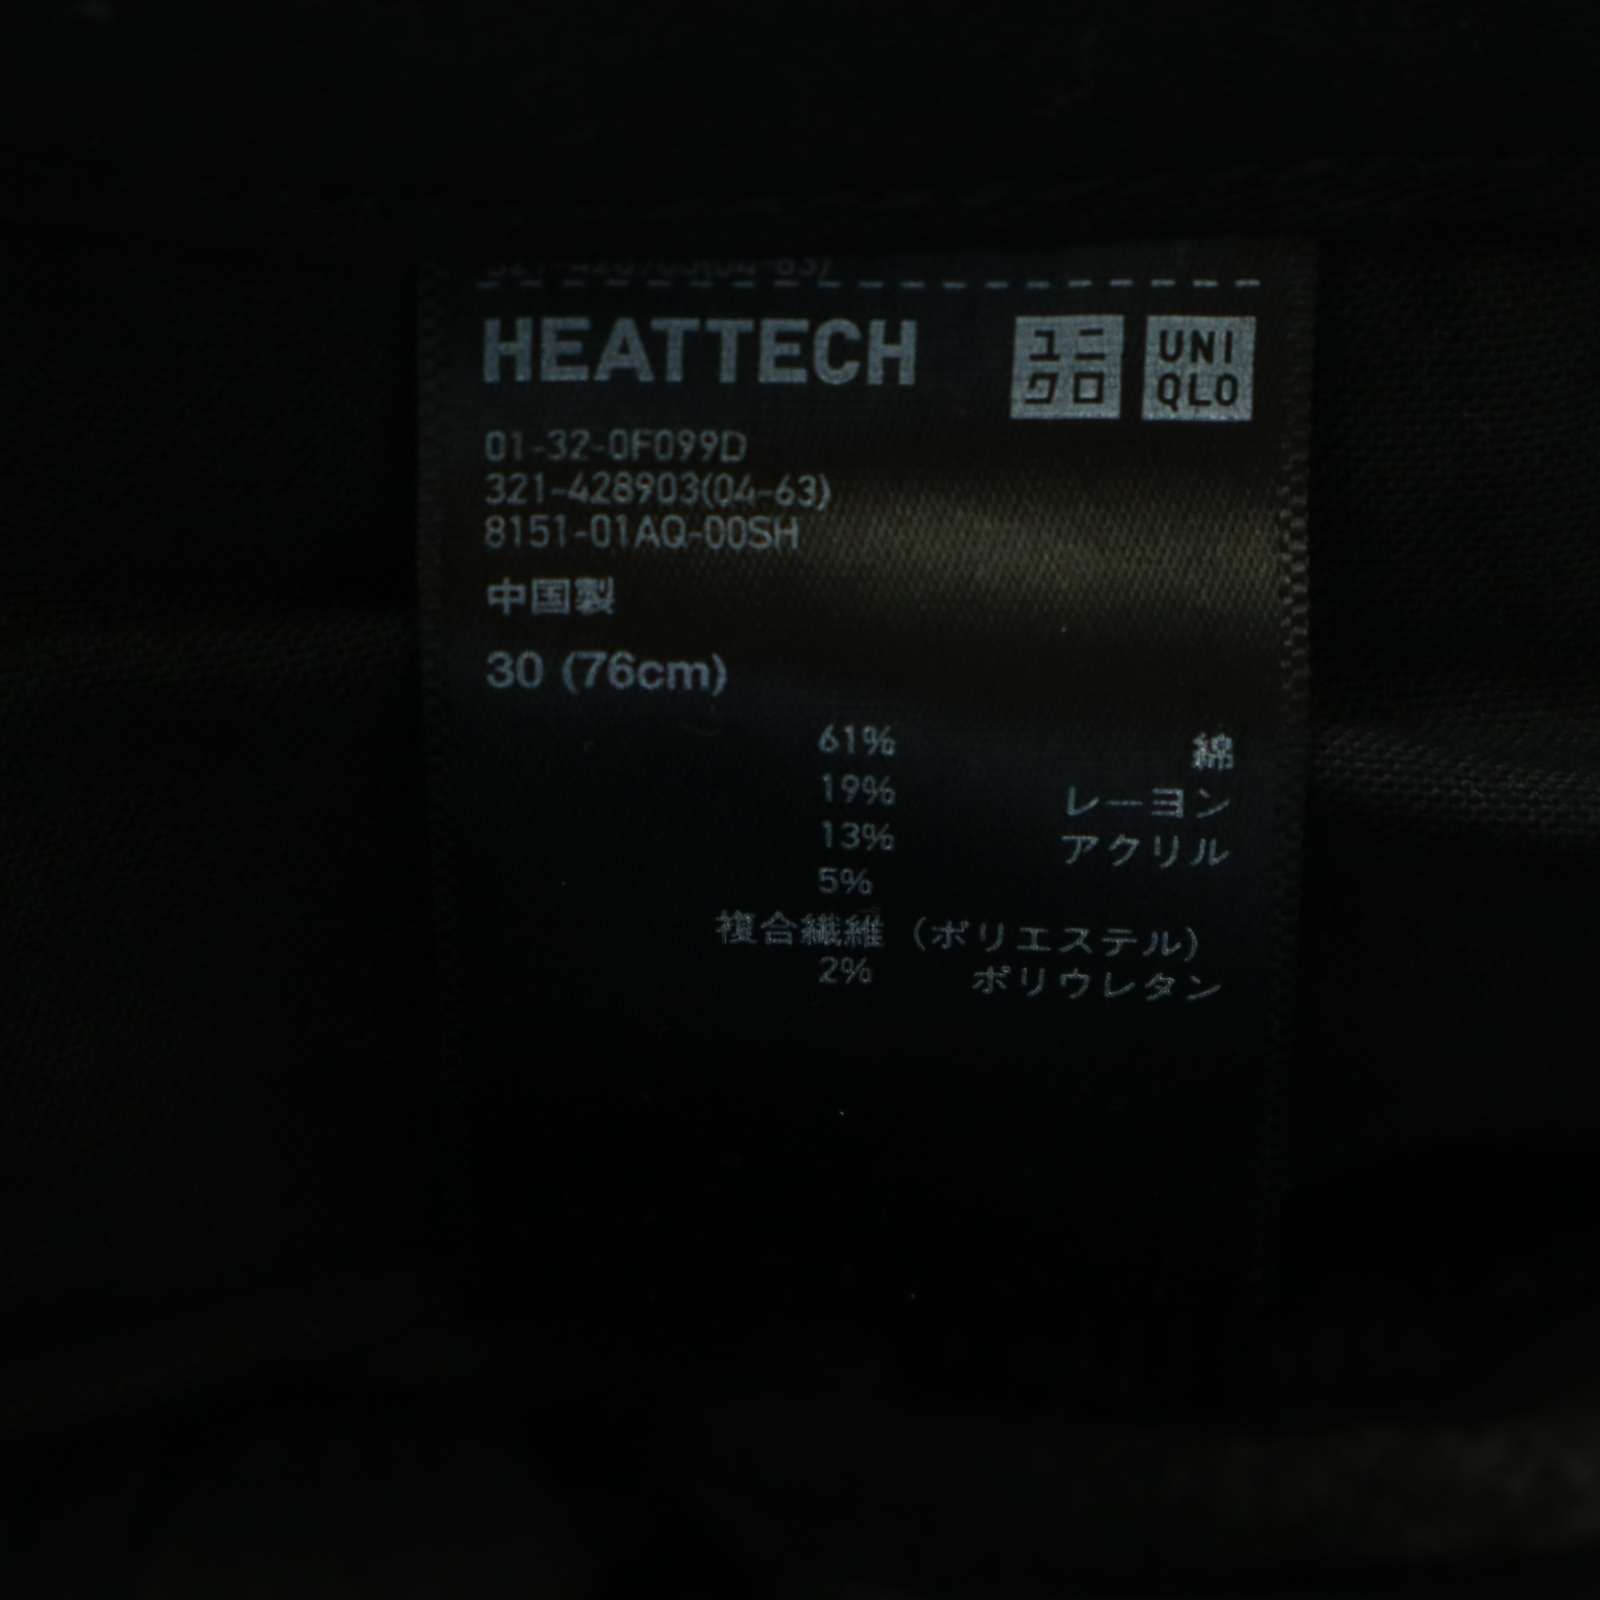 HEATTECH
ユニ
クロ
UNI
QLO
01-32-0F099D
321-428903(04-63)
8151-01AQ-00SH
中国製
30 (76cm)
61% 綿
19% レーヨン
13% アクリル
5%
複合繊維 (ポリエステル)
2% ポリウレタン